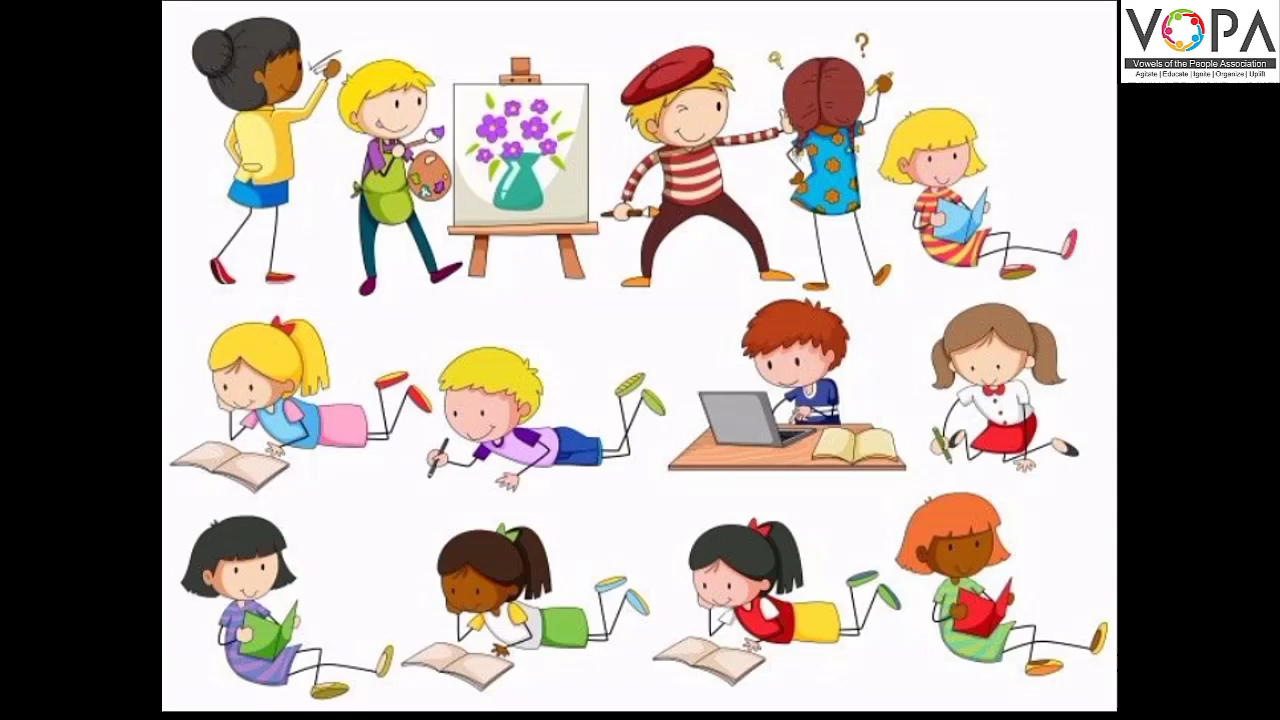 VOPA
Vowels of the People Association
Agitate | Educate | Ignite | Organize | Uplift
?
?